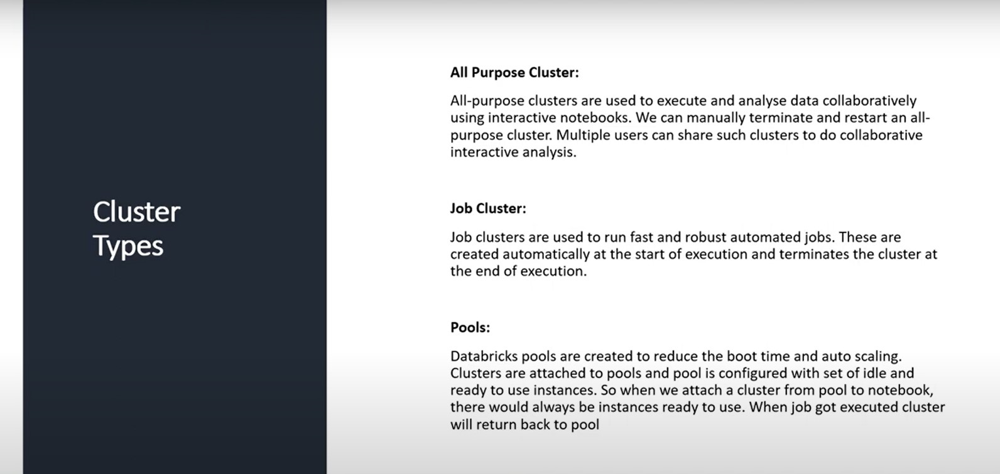 Cluster
Types
All Purpose Cluster:
All-purpose clusters are used to execute and analyse data collaboratively
using interactive notebooks. We can manually terminate and restart an all-
purpose cluster. Multiple users can share such clusters to do collaborative
interactive analysis.
Job Cluster:
Job clusters are used to run fast and robust automated jobs. These are
created automatically at the start of execution and terminates the cluster at
the end of execution.
Pools:
Databricks pools are created to reduce the boot time and auto scaling.
Clusters are attached to pools and pool is configured with set of idle and
ready to use instances. So when we attach a cluster from pool to notebook,
there would always be instances ready to use. When job got executed cluster
will return back to pool